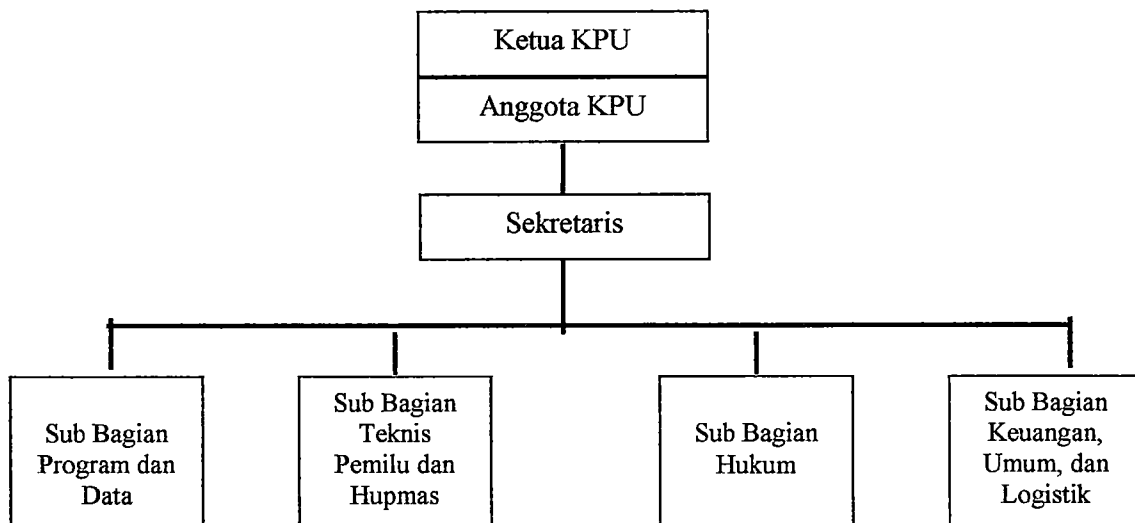 Ketua KPU
Anggota KPU
Sekretaris
Sub Bagian
Program dan
Data
Sub Bagian
Teknis
Pemilu dan
Hupmas
Sub Bagian
Hukum
Sub Bagian
Keuangan,
Umum, dan
Logistik